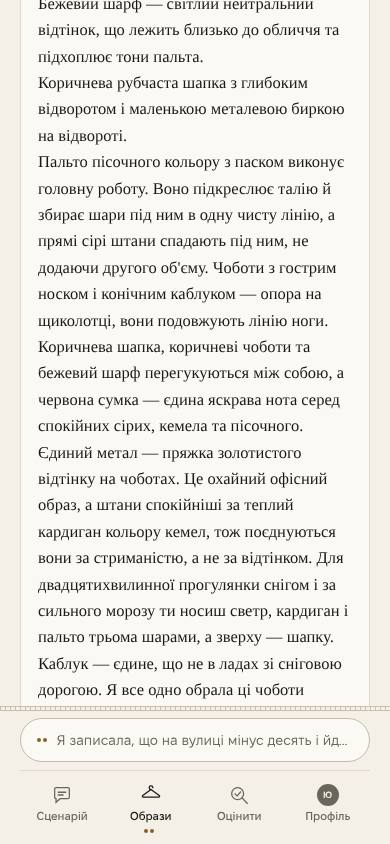 Бежевий шарф — світлий нейтральний
відтінок, що лежить близько до обличчя та
підхоплює тони пальта.
Коричнева рубчаста шапка з глибоким
відворотом і маленькою металевою биркою
на відвороті.
Пальто пісочного кольору з паском виконує
головну роботу. Воно підкреслює талію й
збирає шари під ним в одну чисту лінію, а
прямі сірі штани спадають під ним, не
додаючи другого об'єму. Чоботи з гострим
носком і конічним каблуком — опора на
щиколотці, вони подовжують лінію ноги.
Коричнева шапка, коричневі чоботи та
бежевий шарф перегукуються між собою, а
червона сумка — єдина яскрава нота серед
спокійних сірих, кемела та пісочного.
Єдиний метал — пряжка золотистого
відтінку на чоботах. Це охайний офісний
образ, а штани спокійніші за теплий
кардиган кольору кемел, тож поєднуються
вони за стриманістю, а не за відтінком. Для
двадцятихвилинної прогулянки снігом і за
сильного морозу ти носиш светр, кардиган і
пальто трьома шарами, а зверху — шапку.
Каблук — єдине, що не в ладах зі сніговою
дорогою. Я все одно обрала ці чоботи
Я записала, що на вулиці мінус десять і йд...
Сценарій
Образи
Оцінити
Ю
Профіль